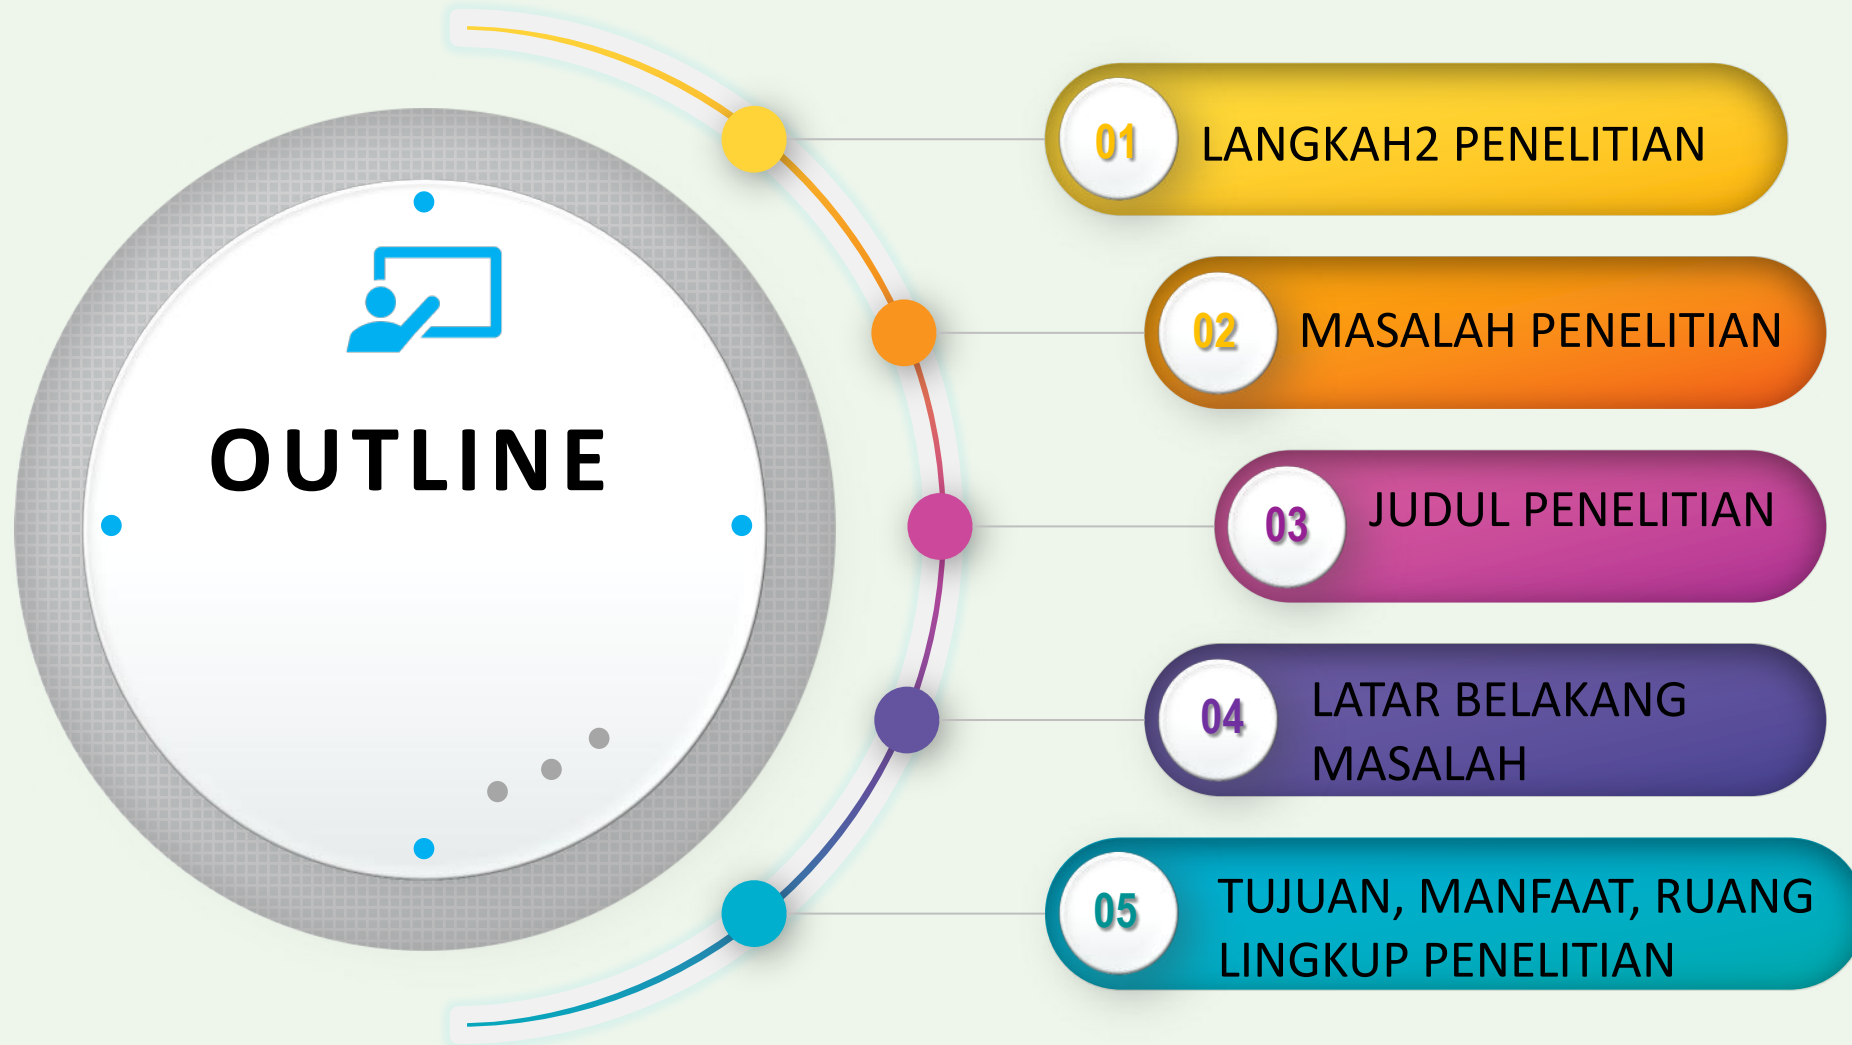 OUTLINE
01
LANGKAH2 PENELITIAN
02
MASALAH PENELITIAN
03
JUDUL PENELITIAN
04
LATAR BELAKANG
MASALAH
05
TUJUAN, MANFAAT, RUANG
LINGKUP PENELITIAN